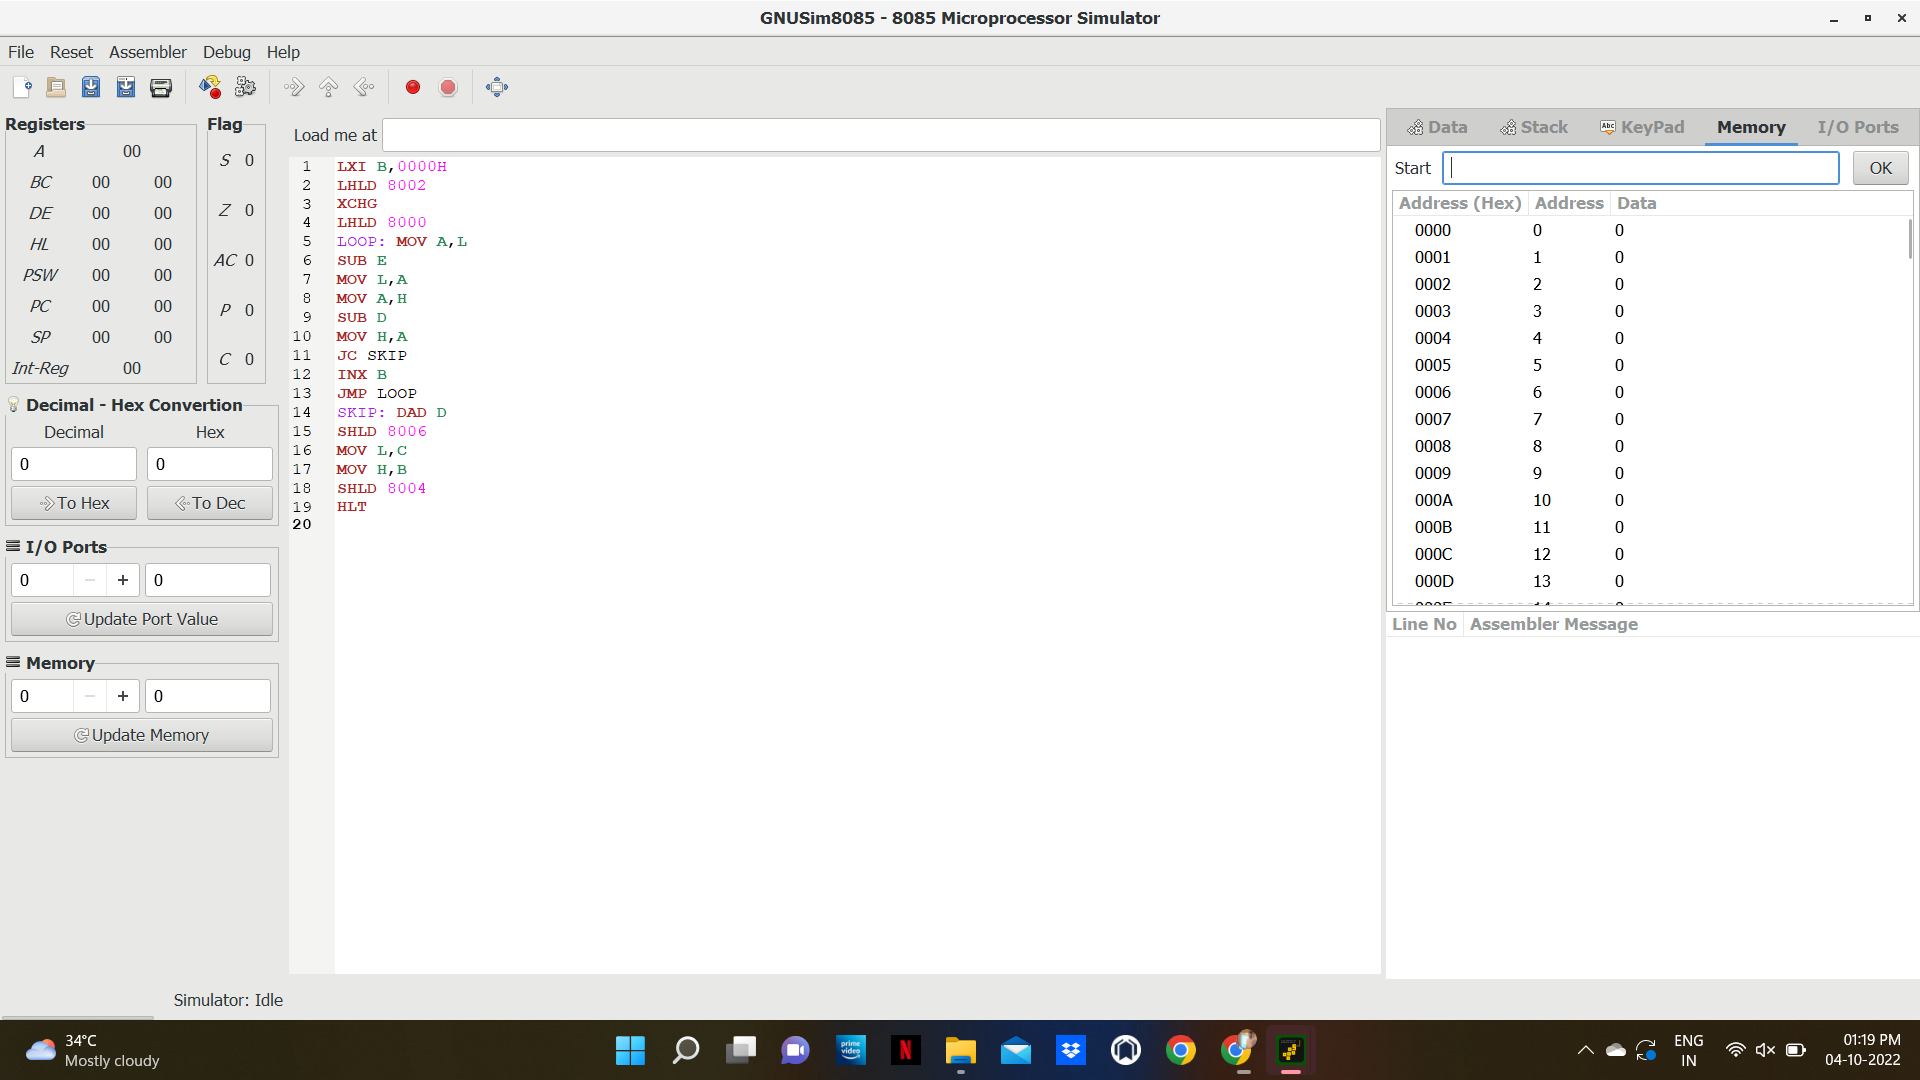 GNUSim8085 - 8085 Microprocessor Simulator
File Reset Assembler Debug Help
Registers
A 00
BC 00 00
DE 00 00
HL 00 00
PSW 00 00
PC 00 00
SP 00 00
Int-Reg 00
Flag
S 0
Z 0
AC 0
P 0
C 0
Decimal - Hex Convertion
Decimal Hex
0 0
To Hex To Dec
I/O Ports
0 − + 0
Update Port Value
Memory
0 − + 0
Update Memory
Load me at
1 LXI B,0000H
2 LHLD 8002
3 XCHG
4 LHLD 8000
5 LOOP: MOV A,L
6 SUB E
7 MOV L,A
8 MOV A,H
9 SUB D
10 MOV H,A
11 JC SKIP
12 INX B
13 JMP LOOP
14 SKIP: DAD D
15 SHLD 8006
16 MOV L,C
17 MOV H,B
18 SHLD 8004
19 HLT
20
Data Stack Abc KeyPad Memory I/O Ports
Start OK
Address (Hex) Address Data
0000 0 0
0001 1 0
0002 2 0
0003 3 0
0004 4 0
0005 5 0
0006 6 0
0007 7 0
0008 8 0
0009 9 0
000A 10 0
000B 11 0
000C 12 0
000D 13 0
Line No Assembler Message
Simulator: Idle
34°C
Mostly cloudy
prime video
N
ENG
IN
01:19 PM
04-10-2022